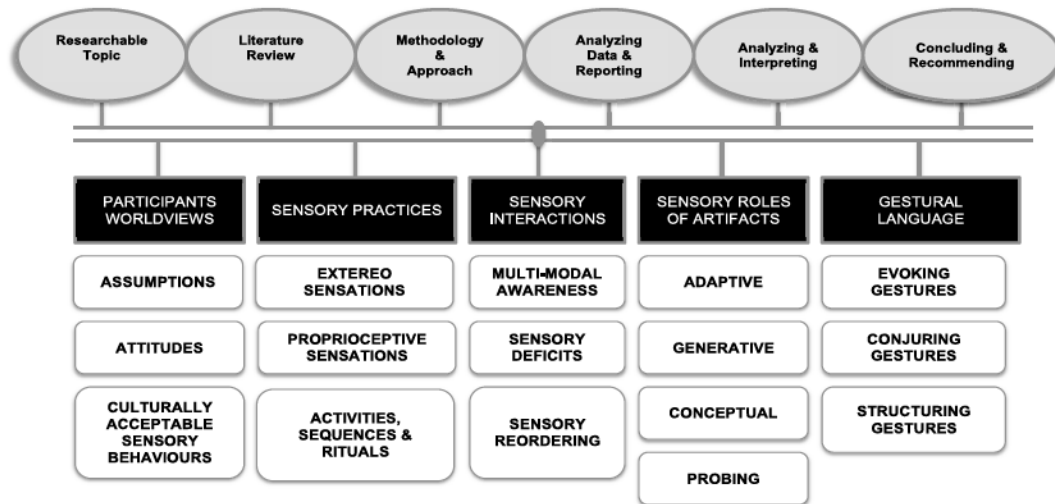 Researchable
Topic
Literature
Review
Methodology
&
Approach
Analyzing
Data &
Reporting
Analyzing &
Interpreting
Concluding &
Recommending
PARTICIPANTS
WORLDVIEWS
SENSORY PRACTICES
SENSORY
INTERACTIONS
SENSORY ROLES
OF ARTIFACTS
GESTURAL
LANGUAGE
ASSUMPTIONS
EXTEREO
SENSATIONS
MULTI-MODAL
AWARENESS
ADAPTIVE
EVOKING
GESTURES
ATTITUDES
PROPRIOCEPTIVE
SENSATIONS
SENSORY
DEFICITS
GENERATIVE
CONJURING
GESTURES
CULTURALLY
ACCEPTABLE
SENSORY
BEHAVIOURS
ACTIVITIES,
SEQUENCES &
RITUALS
SENSORY
REORDERING
CONCEPTUAL
STRUCTURING
GESTURES
PROBING